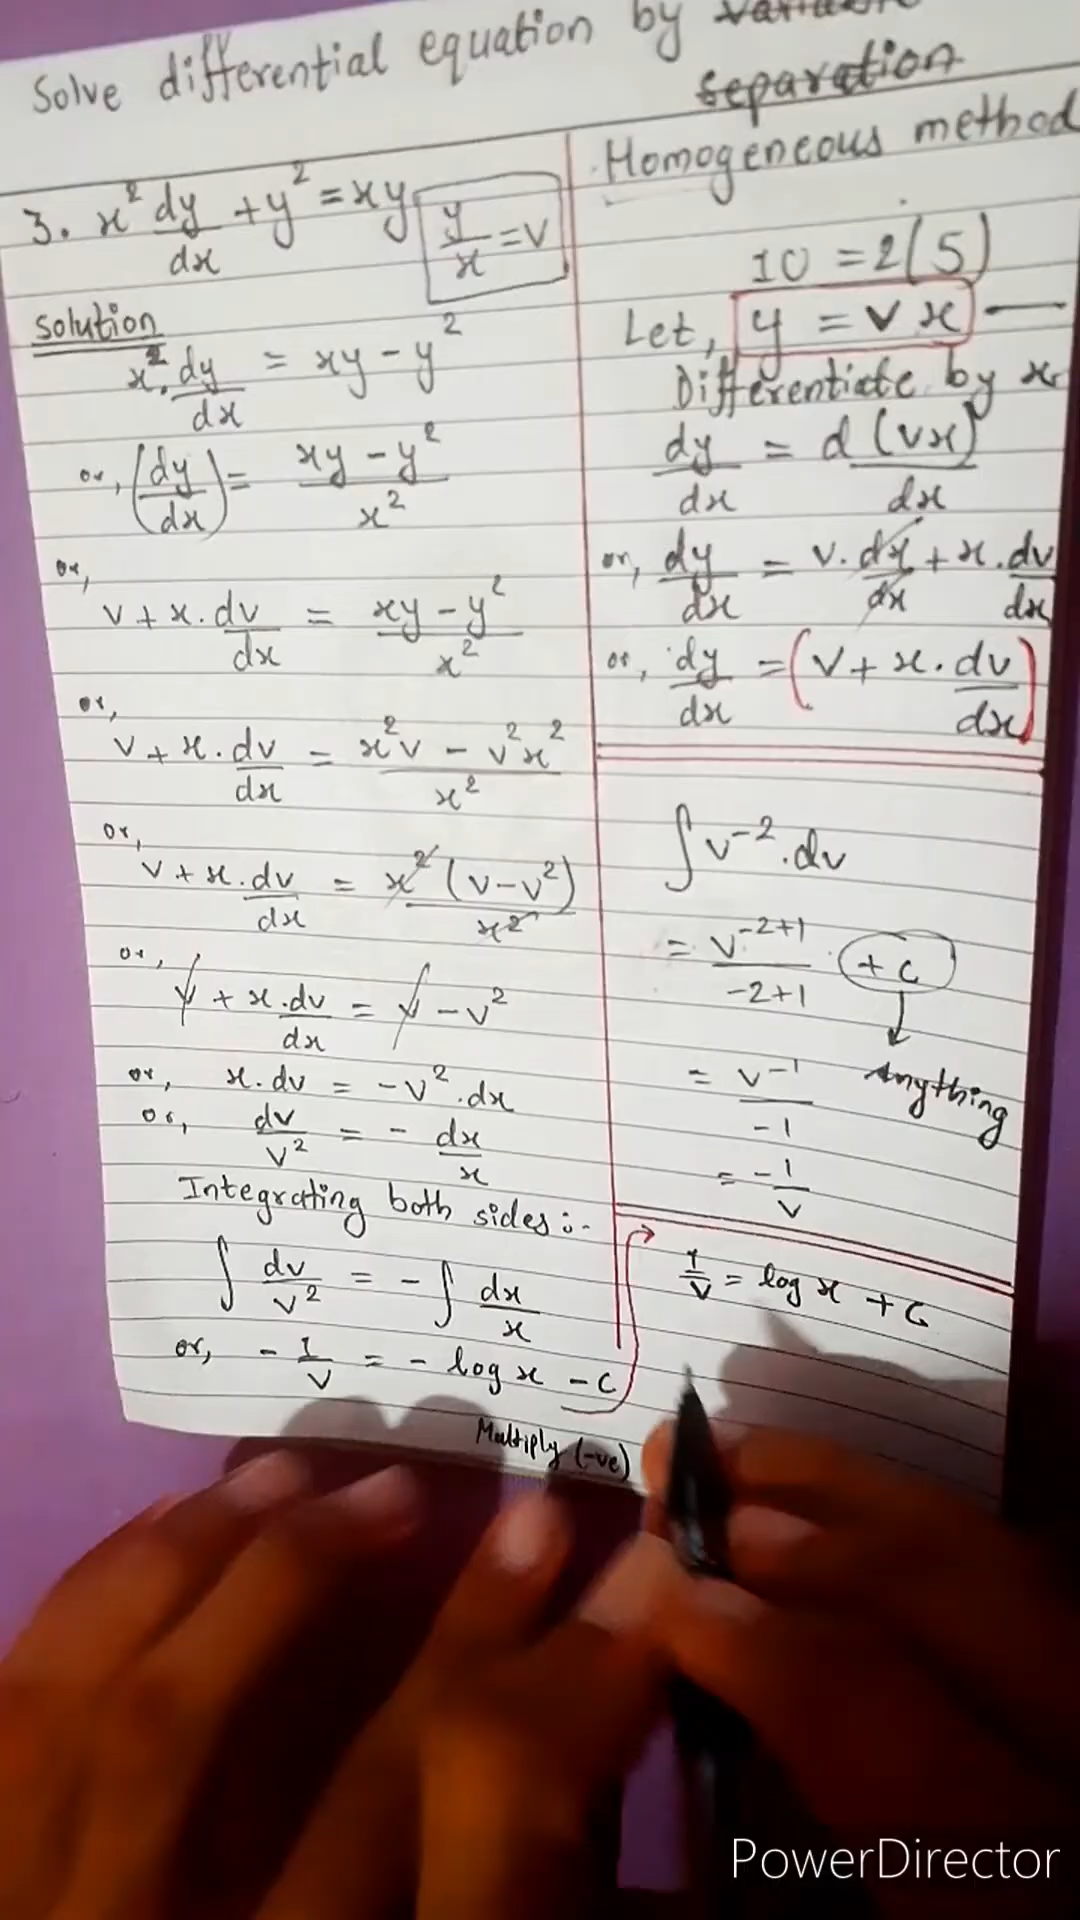 Solve differential equation by variable
separation
Homogeneous method
3. x² dy/dx + y² = xy
y/x = v
solution
x². dy/dx = xy - y²
or, (dy/dx) = xy - y² / x²
or,
v + x. dv/dx = xy - y² / x²
or,
v + x. dv/dx = x²v - v²x² / x²
or,
v + x. dv/dx = x² (v - v²) / x²
or,
v + x. dv/dx = v - v²
or, x. dv = - v². dx
or, dv/v² = - dx/x
Integrating both sides :-
∫ dv/v² = - ∫ dx/x
or, - 1/v = - log x - c
Multiply (-ve)
10 = 2(5)
Let, y = v x
Differentiate by x
dy/dx = d (vx)/dx
or, dy/dx = v. dx/dx + x. dv/dx
or, dy/dx = (v + x. dv/dx)
∫ v⁻². dv
= v⁻²⁺¹ / -2+1 + c
Anything
= v⁻¹ / -1
= -1/v
1/v = log x + c
PowerDirector